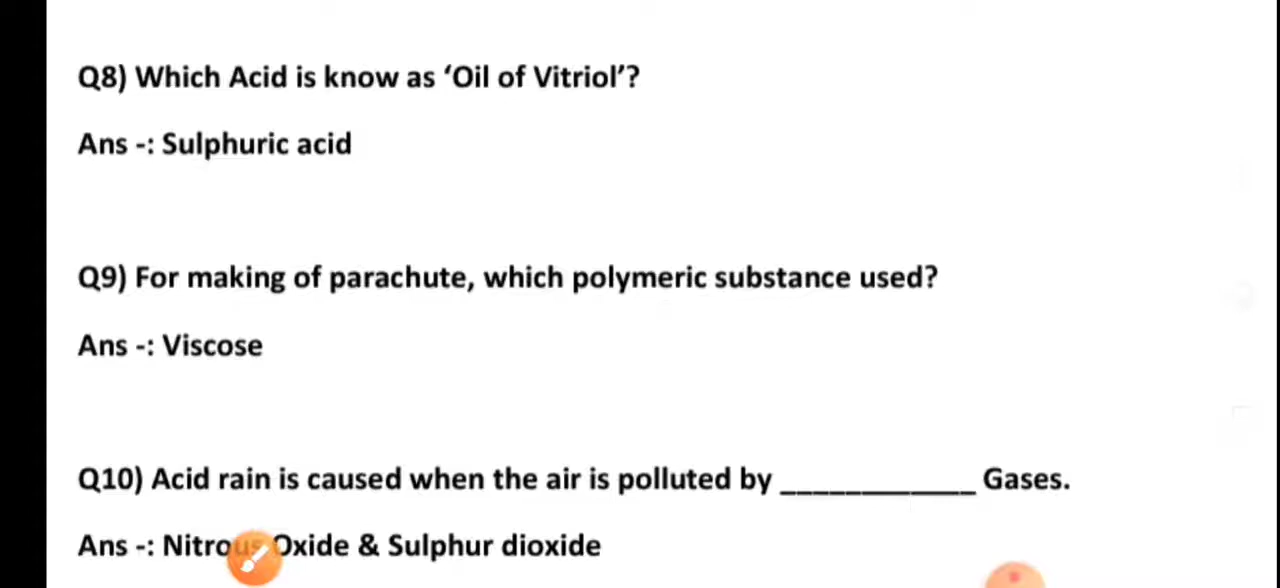 Q8) Which Acid is know as ‘Oil of Vitriol’?
Ans -: Sulphuric acid
Q9) For making of parachute, which polymeric substance used?
Ans -: Viscose
Q10) Acid rain is caused when the air is polluted by ____________ Gases.
Ans -: Nitrous Oxide & Sulphur dioxide